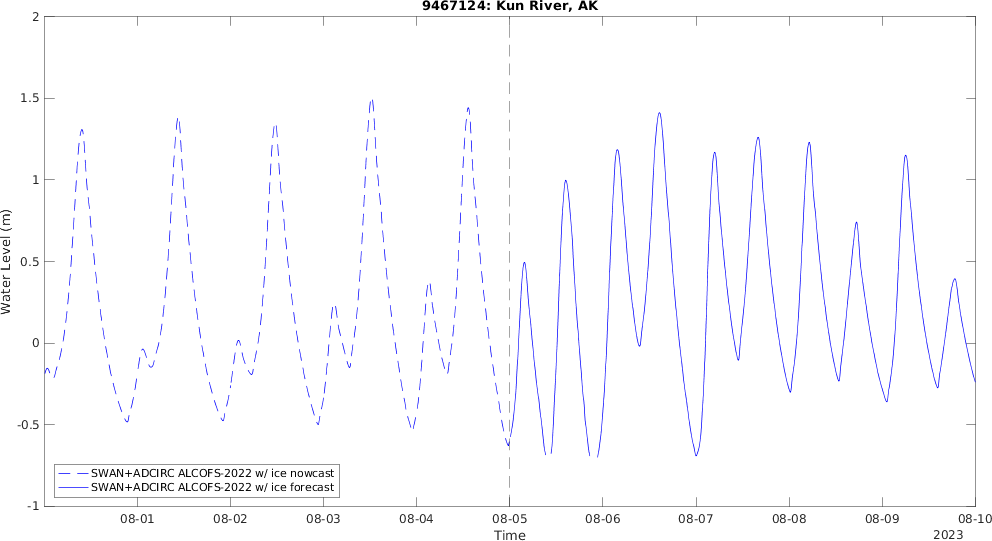 9467124: Kun River, AK
Water Level (m)
2
1.5
1
0.5
0
-0.5
-1
SWAN+ADCIRC ALCOFS-2022 w/ ice nowcast
SWAN+ADCIRC ALCOFS-2022 w/ ice forecast
08-01 08-02 08-03 08-04 08-05 08-06 08-07 08-08 08-09 08-10
Time
2023